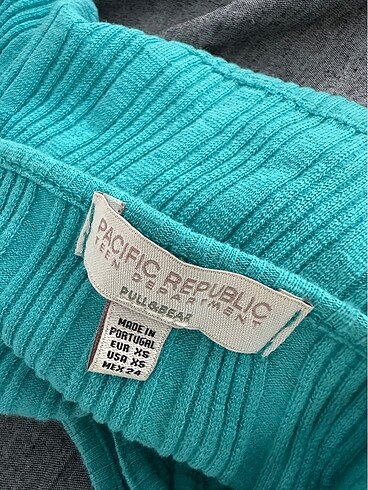 PACIFIC REPUBLIC
TEEN DEPARTMENT
PULL&BEAR
MADE IN
PORTUGAL
EUR XS
USA XS
MEX 24